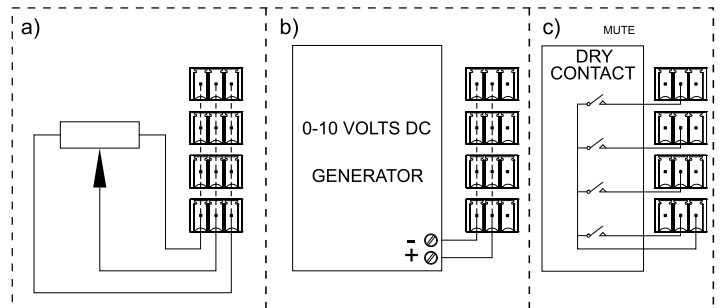 a)
b)
0-10 VOLTS DC
GENERATOR
-
+
c)
MUTE
DRY
CONTACT